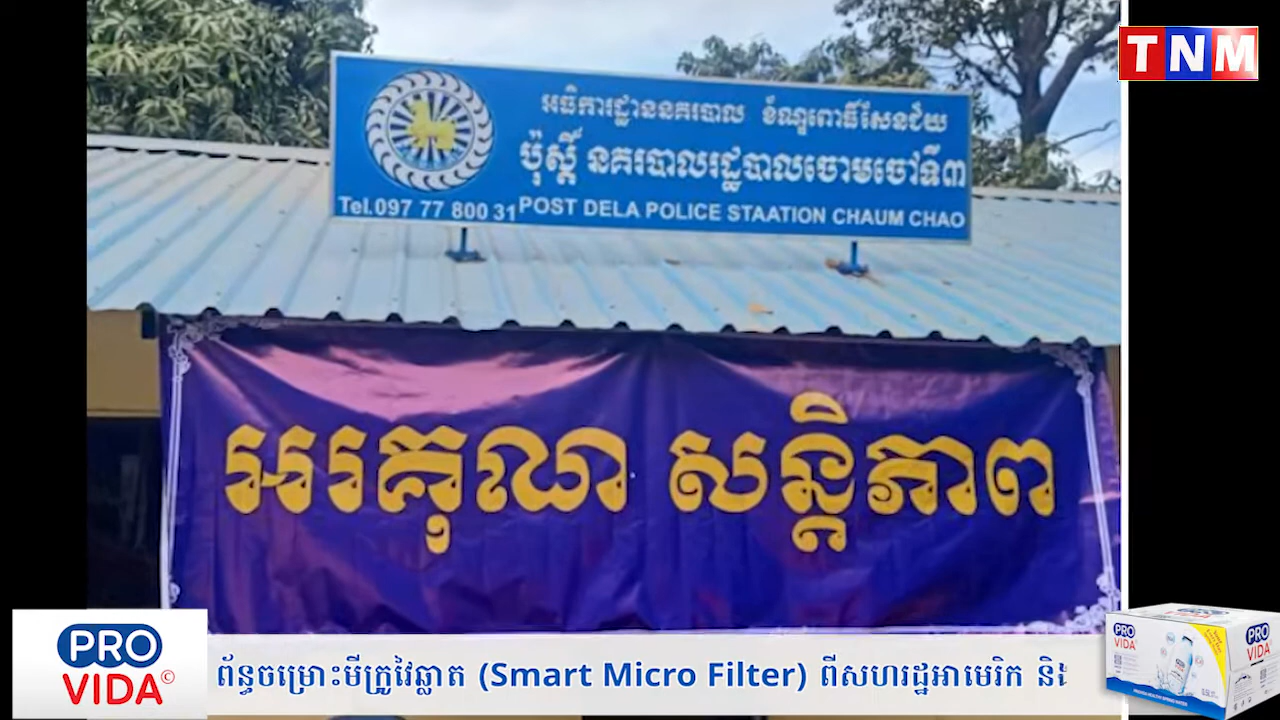 TNM
អធិការដ្ឋាននគរបាល ខ័ណ្ឌពោធិ៍សែនជ័យ
ប៉ុស្តិ៍ នគរបាលរដ្ឋបាលចោមចៅទី៣
Tel.097 77 800 31 POST DELA POLICE STAATION CHAUM CHAO
អរគុណ សន្តិភាព
PRO VIDA©
ព័ន្ធចម្រោះមីក្រូវៃឆ្លាត (Smart Micro Filter) ពីសហរដ្ឋអាមេរិក និង
PRO VIDA
PRO VIDA